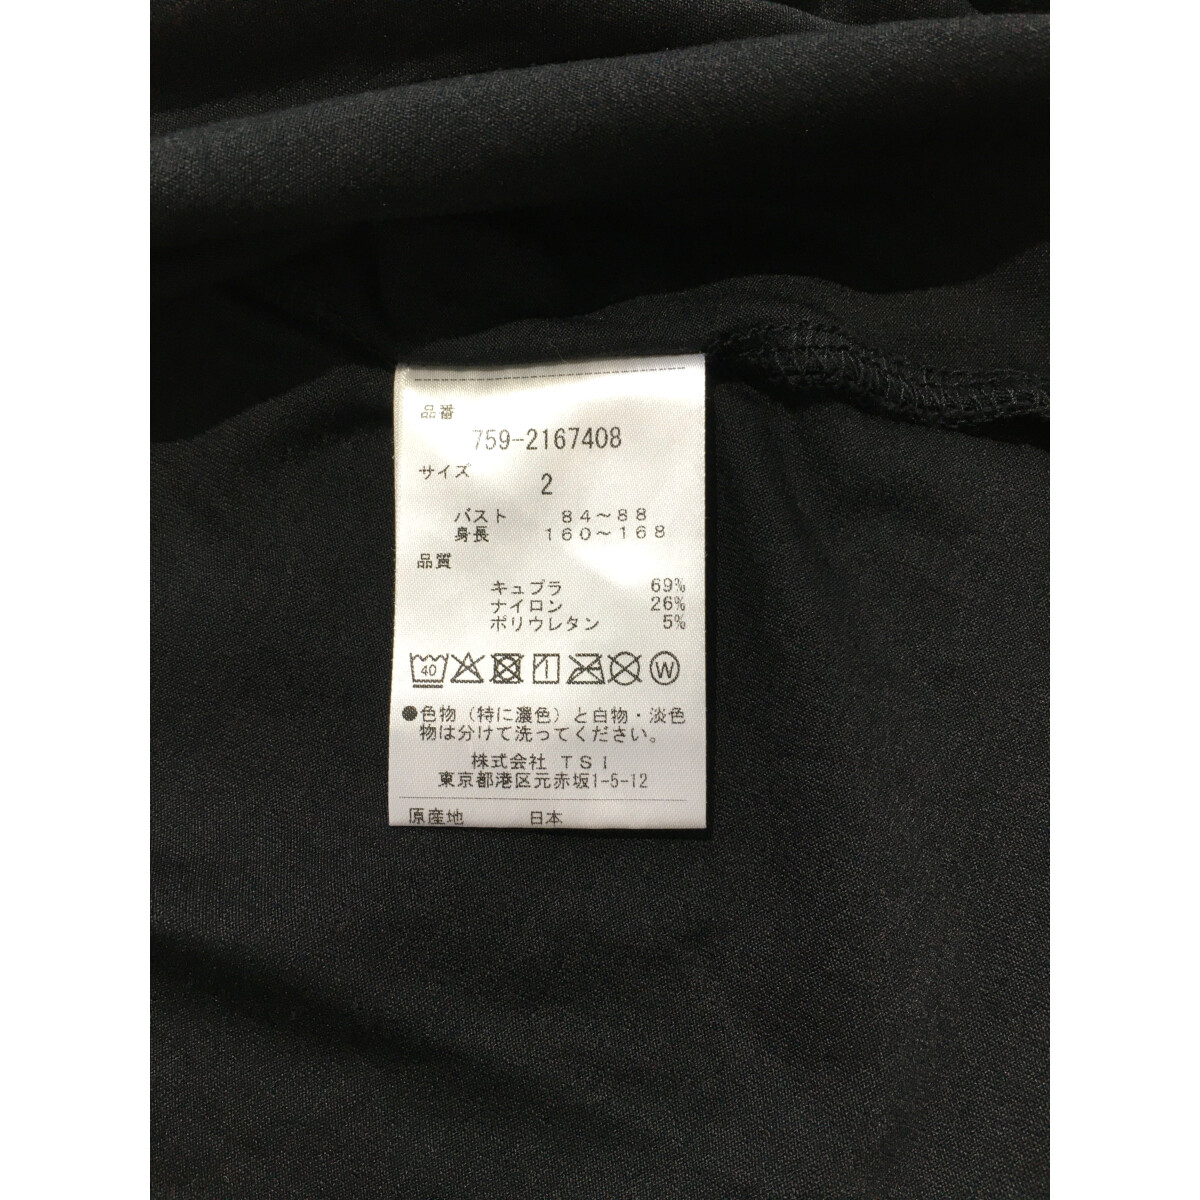 品番
759-2167408
サイズ
2
バスト 84～88
身長 160～168
品質
キュプラ 69%
ナイロン 26%
ポリウレタン 5%
40 W
●色物（特に濃色）と白物・淡色
物は分けて洗ってください。
株式会社 TSI
東京都港区元赤坂1-5-12
原産地 日本